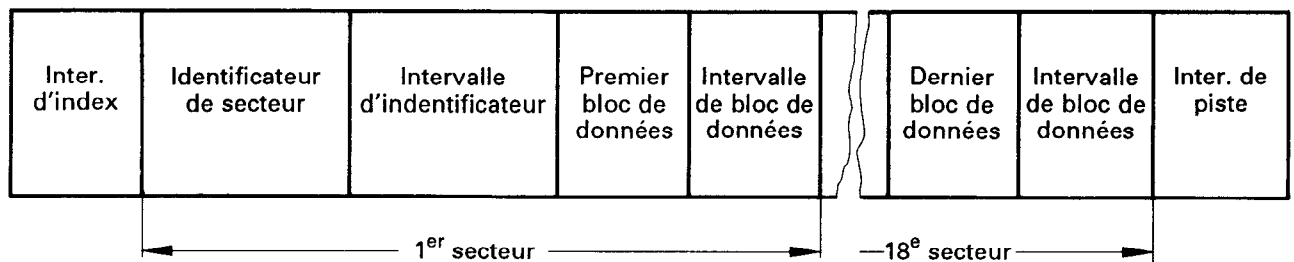 Inter.
d'index
Identificateur
de secteur
Intervalle
d'indentificateur
Premier
bloc de
données
Intervalle
de bloc de
données
Dernier
bloc de
données
Intervalle
de bloc de
données
Inter. de
piste
1er secteur
18e secteur